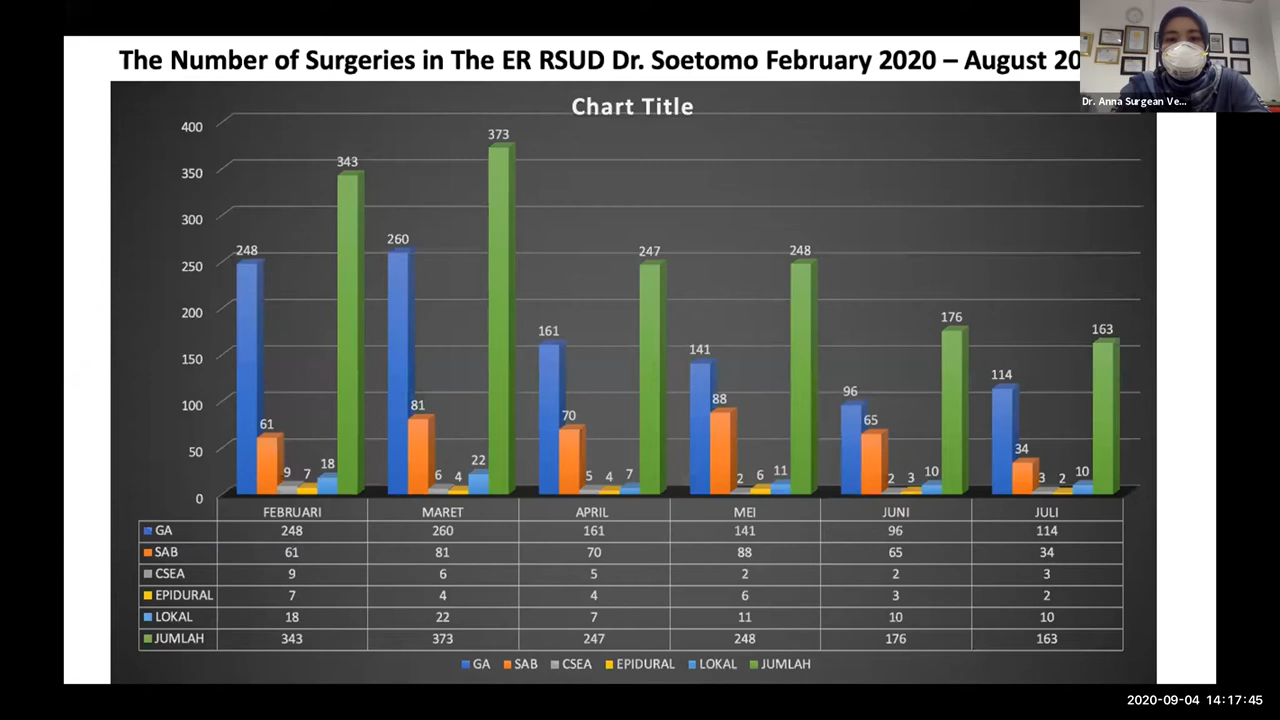 The Number of Surgeries in The ER RSUD Dr. Soetomo February 2020 – August 20
Dr. Anna Surgean Ve...
Chart Title
400
350
300
250
200
150
100
50
0
248 61 9 7 18 343
260 81 6 4 22 373
161 70 5 4 7 247
141 88 2 6 11 248
96 65 2 3 10 176
114 34 3 2 10 163
FEBRUARI MARET APRIL MEI JUNI JULI
GA 248 260 161 141 96 114
SAB 61 81 70 88 65 34
CSEA 9 6 5 2 2 3
EPIDURAL 7 4 4 6 3 2
LOKAL 18 22 7 11 10 10
JUMLAH 343 373 247 248 176 163
GA SAB CSEA EPIDURAL LOKAL JUMLAH
2020-09-04 14:17:45